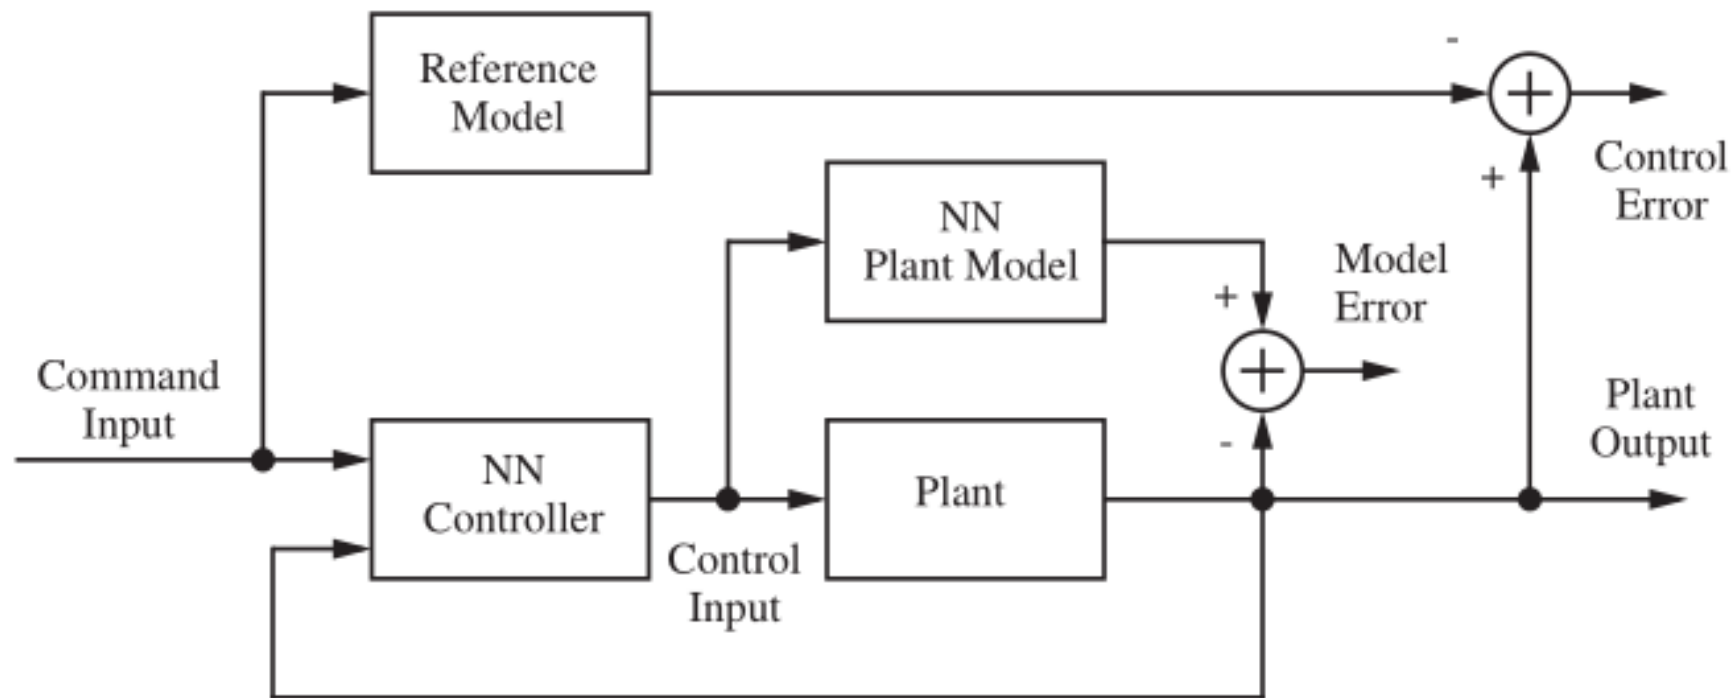 Reference
Model
-
+
Control
Error
NN
Plant Model
Model
Error
+
Command
Input
Plant
Output
-
NN
Controller
Plant
Control
Input